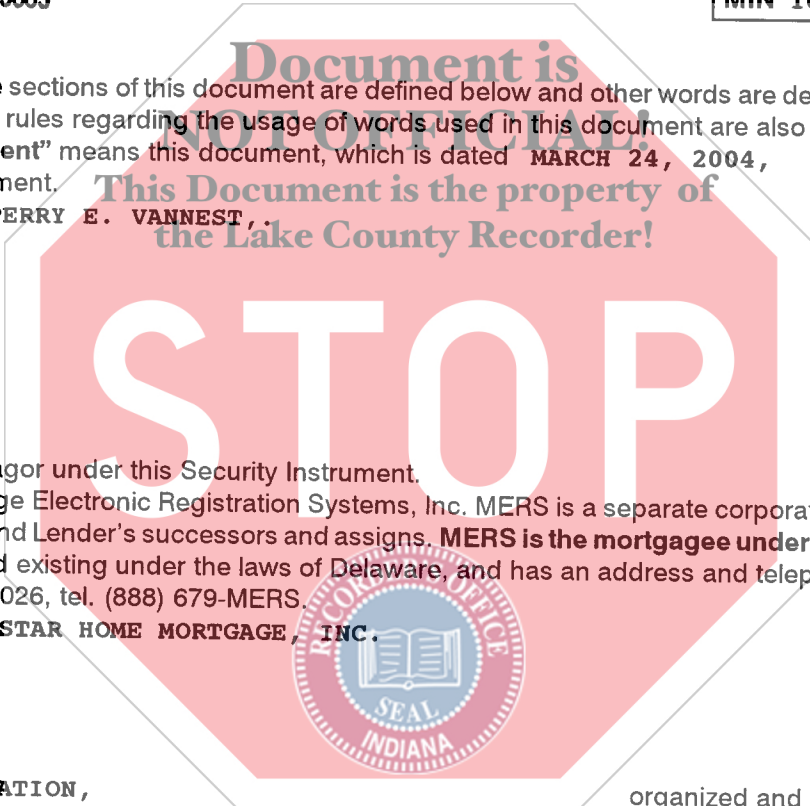 Document is
sections of this document are defined below and other words are de
NOT OFFICIAL!
rules regarding the usage of words used in this document are also
ent” means this document, which is dated MARCH 24, 2004,
ment.
This Document is the property of
ERRY E. VANNEST,.
the Lake County Recorder!
STOP
agor under this Security Instrument.
ge Electronic Registration Systems, Inc. MERS is a separate corporat
nd Lender's successors and assigns. MERS is the mortgagee under
d existing under the laws of Delaware, and has an address and telep
026, tel. (888) 679-MERS.
STAR HOME MORTGAGE, INC.
RECORDER'S OFFICE
SEAL
INDIANA
ATION,
organized and